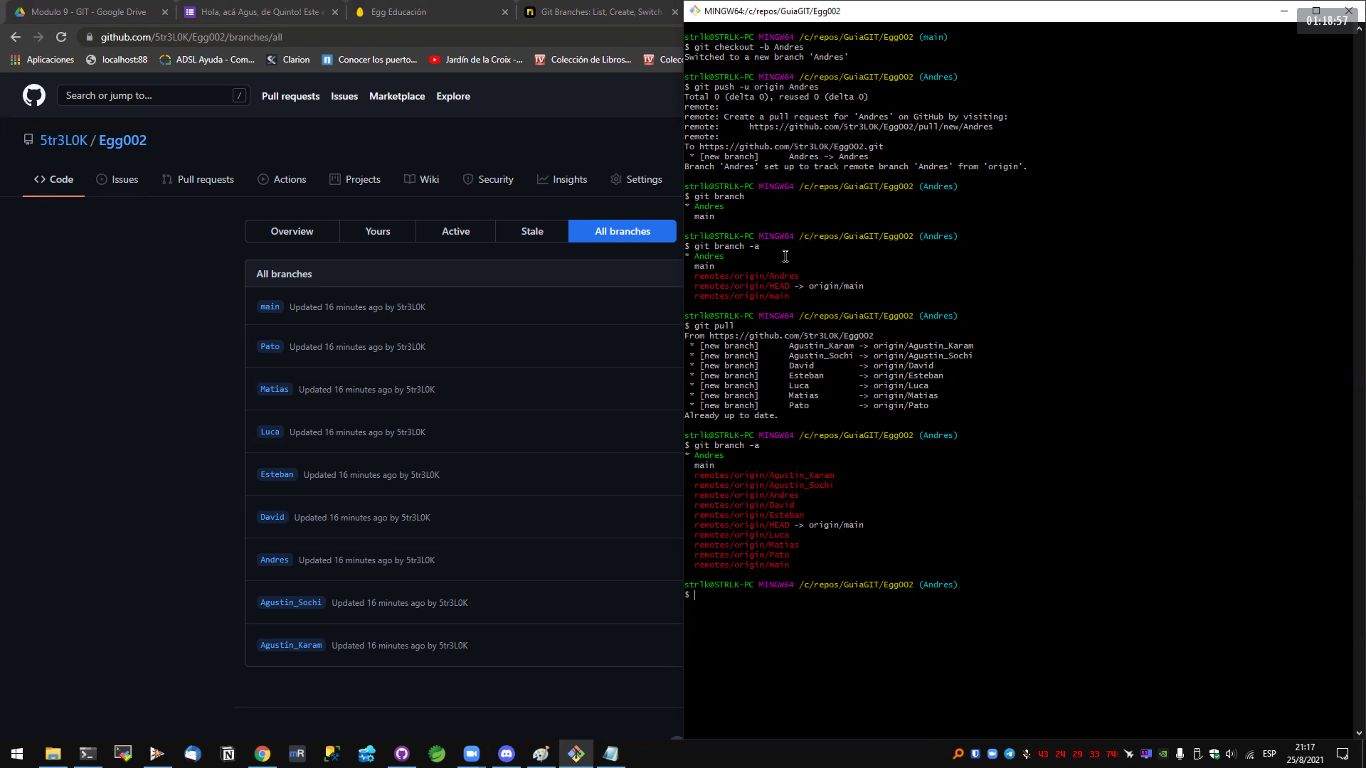 Modulo 9 - GIT - Google Drive
Hola, acá Agus, de Quinto! Este
Egg Educación
Git Branches: List, Create, Switch
github.com/5tr3L0K/Egg002/branches/all
Aplicaciones
localhost88
ADSL Ayuda - Com...
Clarion
Conocer los puerto...
Jardín de la Croix -...
Colección de Libros...
Colecc
Search or jump to...
/
Pull requests
Issues
Marketplace
Explore
5tr3L0K / Egg002
Code
Issues
Pull requests
Actions
Projects
Wiki
Security
Insights
Settings
Overview
Yours
Active
Stale
All branches
All branches
main Updated 16 minutes ago by 5tr3L0K
Pato Updated 16 minutes ago by 5tr3L0K
Matias Updated 16 minutes ago by 5tr3L0K
Luca Updated 16 minutes ago by 5tr3L0K
Esteban Updated 16 minutes ago by 5tr3L0K
David Updated 16 minutes ago by 5tr3L0K
Andres Updated 16 minutes ago by 5tr3L0K
Agustin_Sochi Updated 16 minutes ago by 5tr3L0K
Agustin_Karam Updated 16 minutes ago by 5tr3L0K
MINGW64:/c/repos/GuiaGIT/Egg002
01:18:57
strlk@STRLK-PC MINGW64 /c/repos/GuiaGIT/Egg002 (main)
$ git checkout -b Andres
Switched to a new branch 'Andres'
strlk@STRLK-PC MINGW64 /c/repos/GuiaGIT/Egg002 (Andres)
$ git push -u origin Andres
Total 0 (delta 0), reused 0 (delta 0)
remote:
remote: Create a pull request for 'Andres' on GitHub by visiting:
remote:      https://github.com/5tr3L0K/Egg002/pull/new/Andres
remote:
To https://github.com/5tr3L0K/Egg002.git
 * [new branch]      Andres -> Andres
Branch 'Andres' set up to track remote branch 'Andres' from 'origin'.
strlk@STRLK-PC MINGW64 /c/repos/GuiaGIT/Egg002 (Andres)
$ git branch
* Andres
  main
strlk@STRLK-PC MINGW64 /c/repos/GuiaGIT/Egg002 (Andres)
$ git branch -a
* Andres
  main
  remotes/origin/Andres
  remotes/origin/HEAD -> origin/main
  remotes/origin/main
strlk@STRLK-PC MINGW64 /c/repos/GuiaGIT/Egg002 (Andres)
$ git pull
From https://github.com/5tr3L0K/Egg002
 * [new branch]      Agustin_Karam -> origin/Agustin_Karam
 * [new branch]      Agustin_Sochi -> origin/Agustin_Sochi
 * [new branch]      David         -> origin/David
 * [new branch]      Esteban       -> origin/Esteban
 * [new branch]      Luca          -> origin/Luca
 * [new branch]      Matias        -> origin/Matias
 * [new branch]      Pato          -> origin/Pato
Already up to date.
strlk@STRLK-PC MINGW64 /c/repos/GuiaGIT/Egg002 (Andres)
$ git branch -a
* Andres
  main
  remotes/origin/Agustin_Karam
  remotes/origin/Agustin_Sochi
  remotes/origin/Andres
  remotes/origin/David
  remotes/origin/Esteban
  remotes/origin/HEAD -> origin/main
  remotes/origin/Luca
  remotes/origin/Matias
  remotes/origin/Pato
  remotes/origin/main
strlk@STRLK-PC MINGW64 /c/repos/GuiaGIT/Egg002 (Andres)
$
mR
43 24 29 33 74
ESP
21:17
25/8/2021